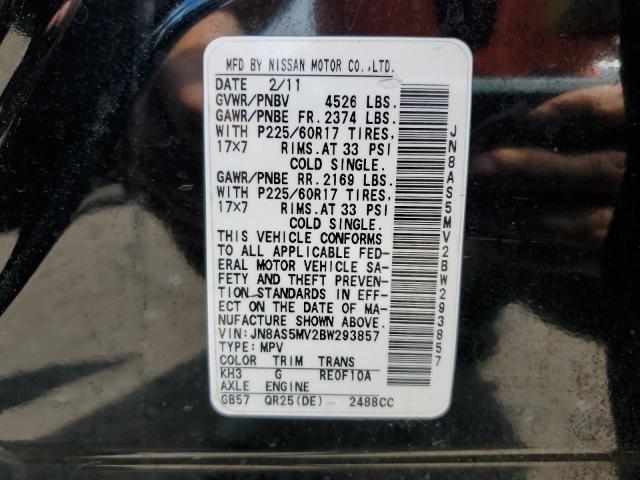 MFD BY NISSAN MOTOR CO.,LTD.
DATE 2/11
GVWR/PNBV 4526 LBS.
GAWR/PNBE FR. 2374 LBS.
WITH P225/60R17 TIRES,
17×7 RIMS.AT 33 PSI
COLD SINGLE.
GAWR/PNBE RR. 2169 LBS.
WITH P225/60R17 TIRES,
17×7 RIMS.AT 33 PSI
COLD SINGLE.
THIS VEHICLE CONFORMS
TO ALL APPLICABLE FED-
ERAL MOTOR VEHICLE SA-
FETY AND THEFT PREVEN-
TION STANDARDS IN EFF-
ECT ON THE DATE OF MA-
NUFACTURE SHOWN ABOVE.
VIN:JN8AS5MV2BW293857
TYPE:MPV
COLOR TRIM TRANS
KH3 G RE0F10A
AXLE ENGINE
GB57 QR25(DE) 2488CC
JN8AS5MV2BW293857